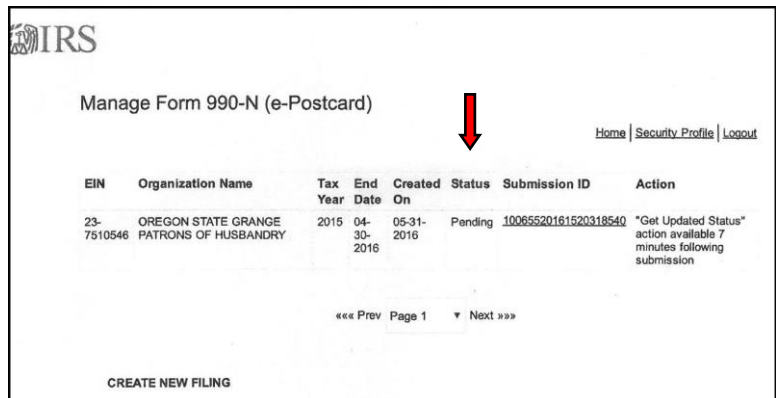 IRS
Manage Form 990-N (e-Postcard)
Home | Security Profile | Logout
EIN Organization Name Tax Year End Date Created On Status Submission ID Action
23-7510546 OREGON STATE GRANGE PATRONS OF HUSBANDRY 2015 04-30-2016 05-31-2016 Pending 10065520161520318540 "Get Updated Status" action available 7 minutes following submission
««« Prev Page 1 ▼ Next »»»
CREATE NEW FILING